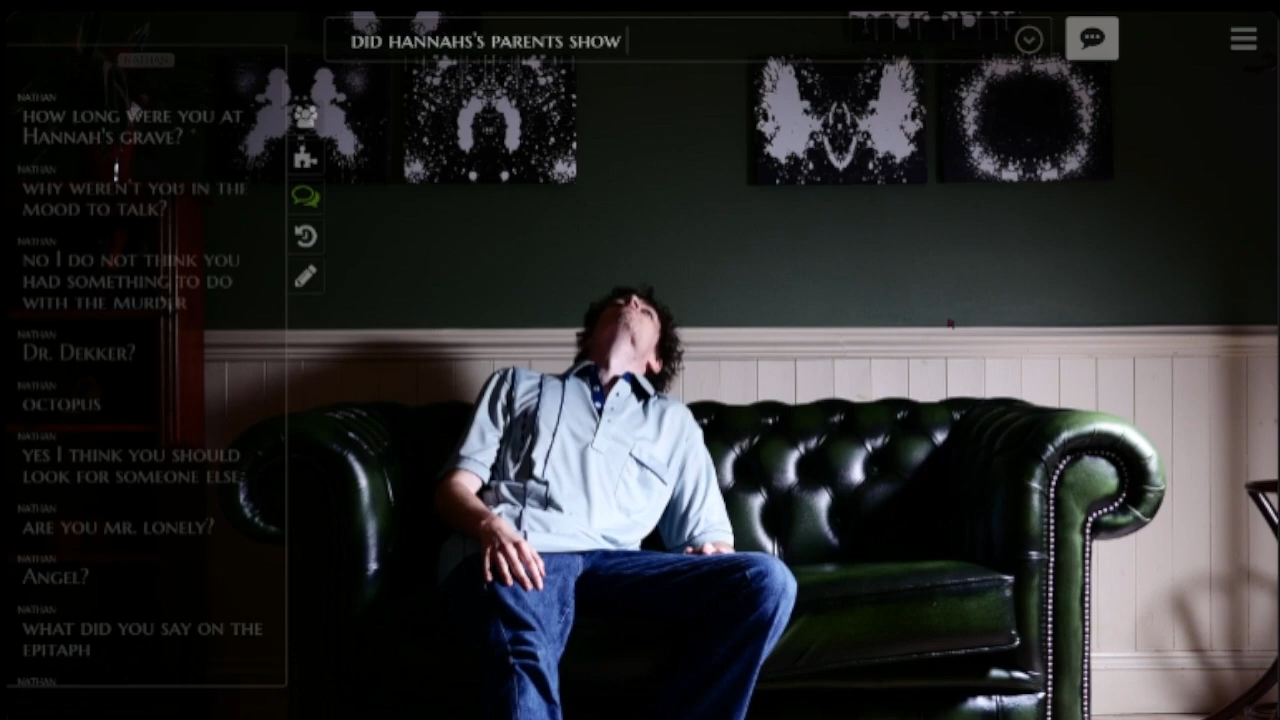 DID HANNAHS'S PARENTS SHOW
NATHAN
NATHAN
HOW LONG WERE YOU AT
HANNAH'S GRAVE?
NATHAN
WHY WEREN'T YOU IN THE
MOOD TO TALK?
NATHAN
NO I DO NOT THINK YOU
HAD SOMETHING TO DO
WITH THE MURDER
NATHAN
DR. DEKKER?
NATHAN
OCTOPUS
NATHAN
YES I THINK YOU SHOULD
LOOK FOR SOMEONE ELSE
NATHAN
ARE YOU MR. LONELY?
NATHAN
ANGEL?
NATHAN
WHAT DID YOU SAY ON THE
EPITAPH
NATHAN